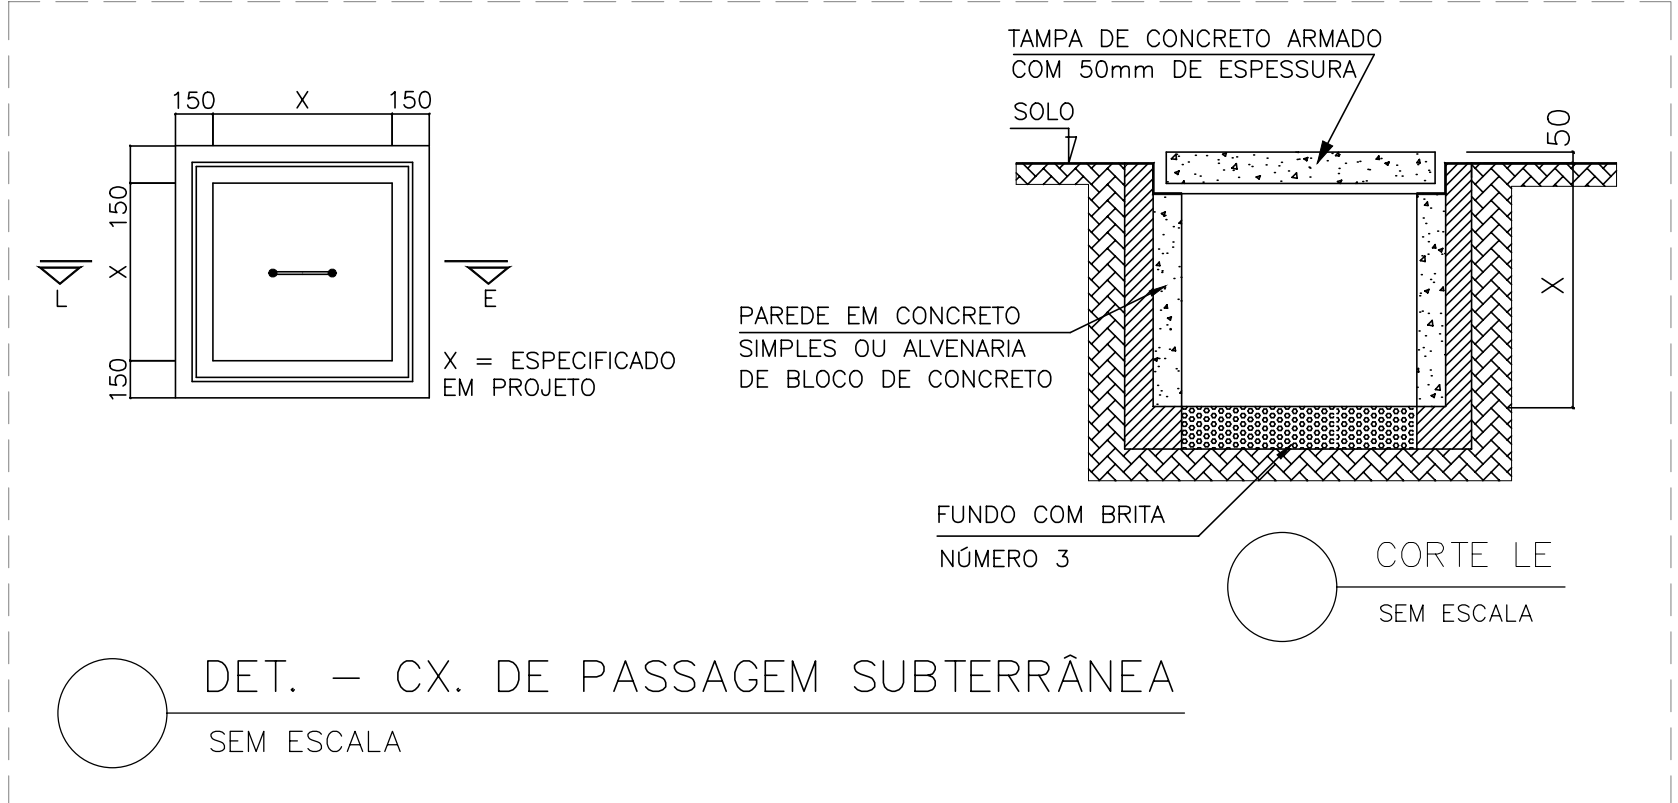 150 X 150
150
X
150
L
E
X = ESPECIFICADO
EM PROJETO
TAMPA DE CONCRETO ARMADO
COM 50mm DE ESPESSURA
SOLO
50
X
PAREDE EM CONCRETO
SIMPLES OU ALVENARIA
DE BLOCO DE CONCRETO
FUNDO COM BRITA
NÚMERO 3
CORTE LE
SEM ESCALA
DET. – CX. DE PASSAGEM SUBTERRÂNEA
SEM ESCALA